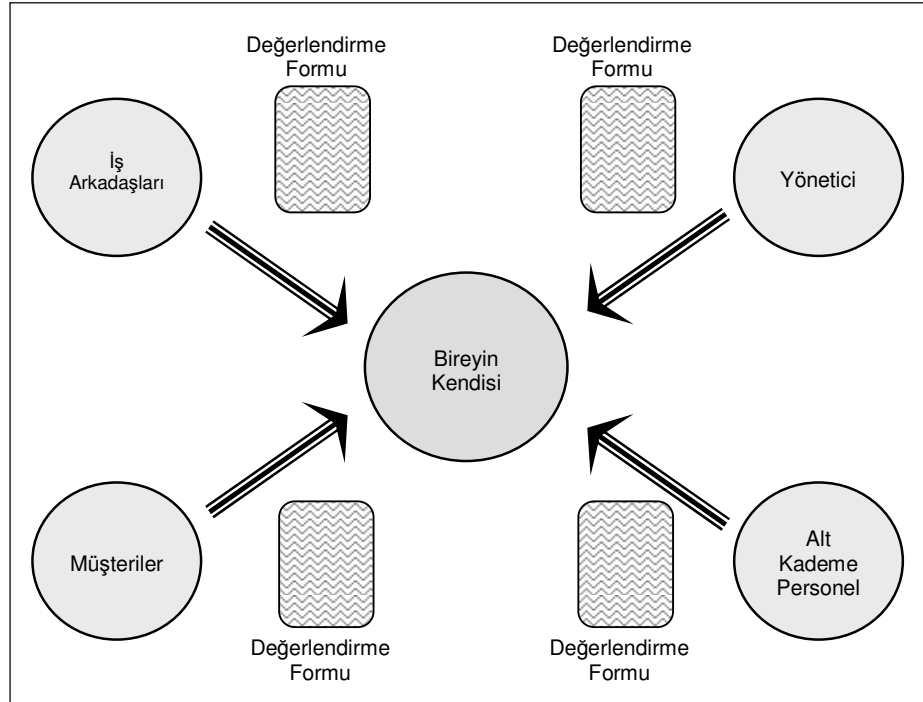 Değerlendirme
Formu
Değerlendirme
Formu
İş
Arkadaşları
Yönetici
Bireyin
Kendisi
Müşteriler
Alt
Kademe
Personel
Değerlendirme
Formu
Değerlendirme
Formu